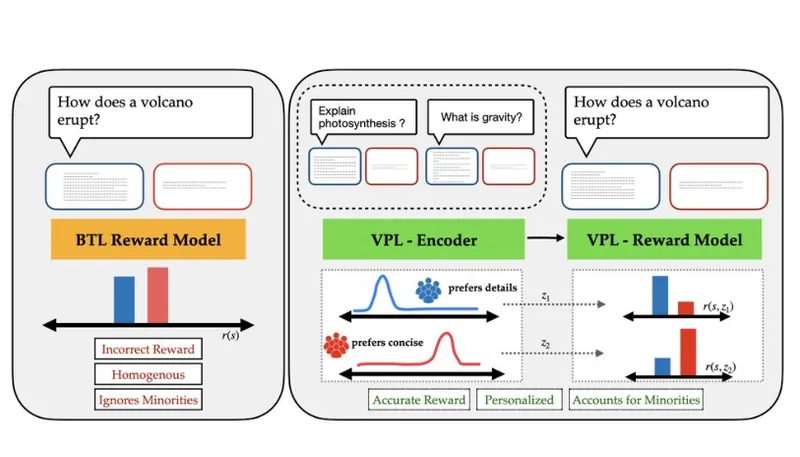 How does a volcano
erupt?
BTL Reward Model
r(s)
Incorrect Reward
Homogenous
Ignores Minorities
Explain
photosynthesis ?
What is gravity?
VPL - Encoder
prefers details
z1
prefers concise
z2
How does a volcano
erupt?
VPL - Reward Model
r(s, z1)
r(s, z2)
Accurate Reward
Personalized
Accounts for Minorities